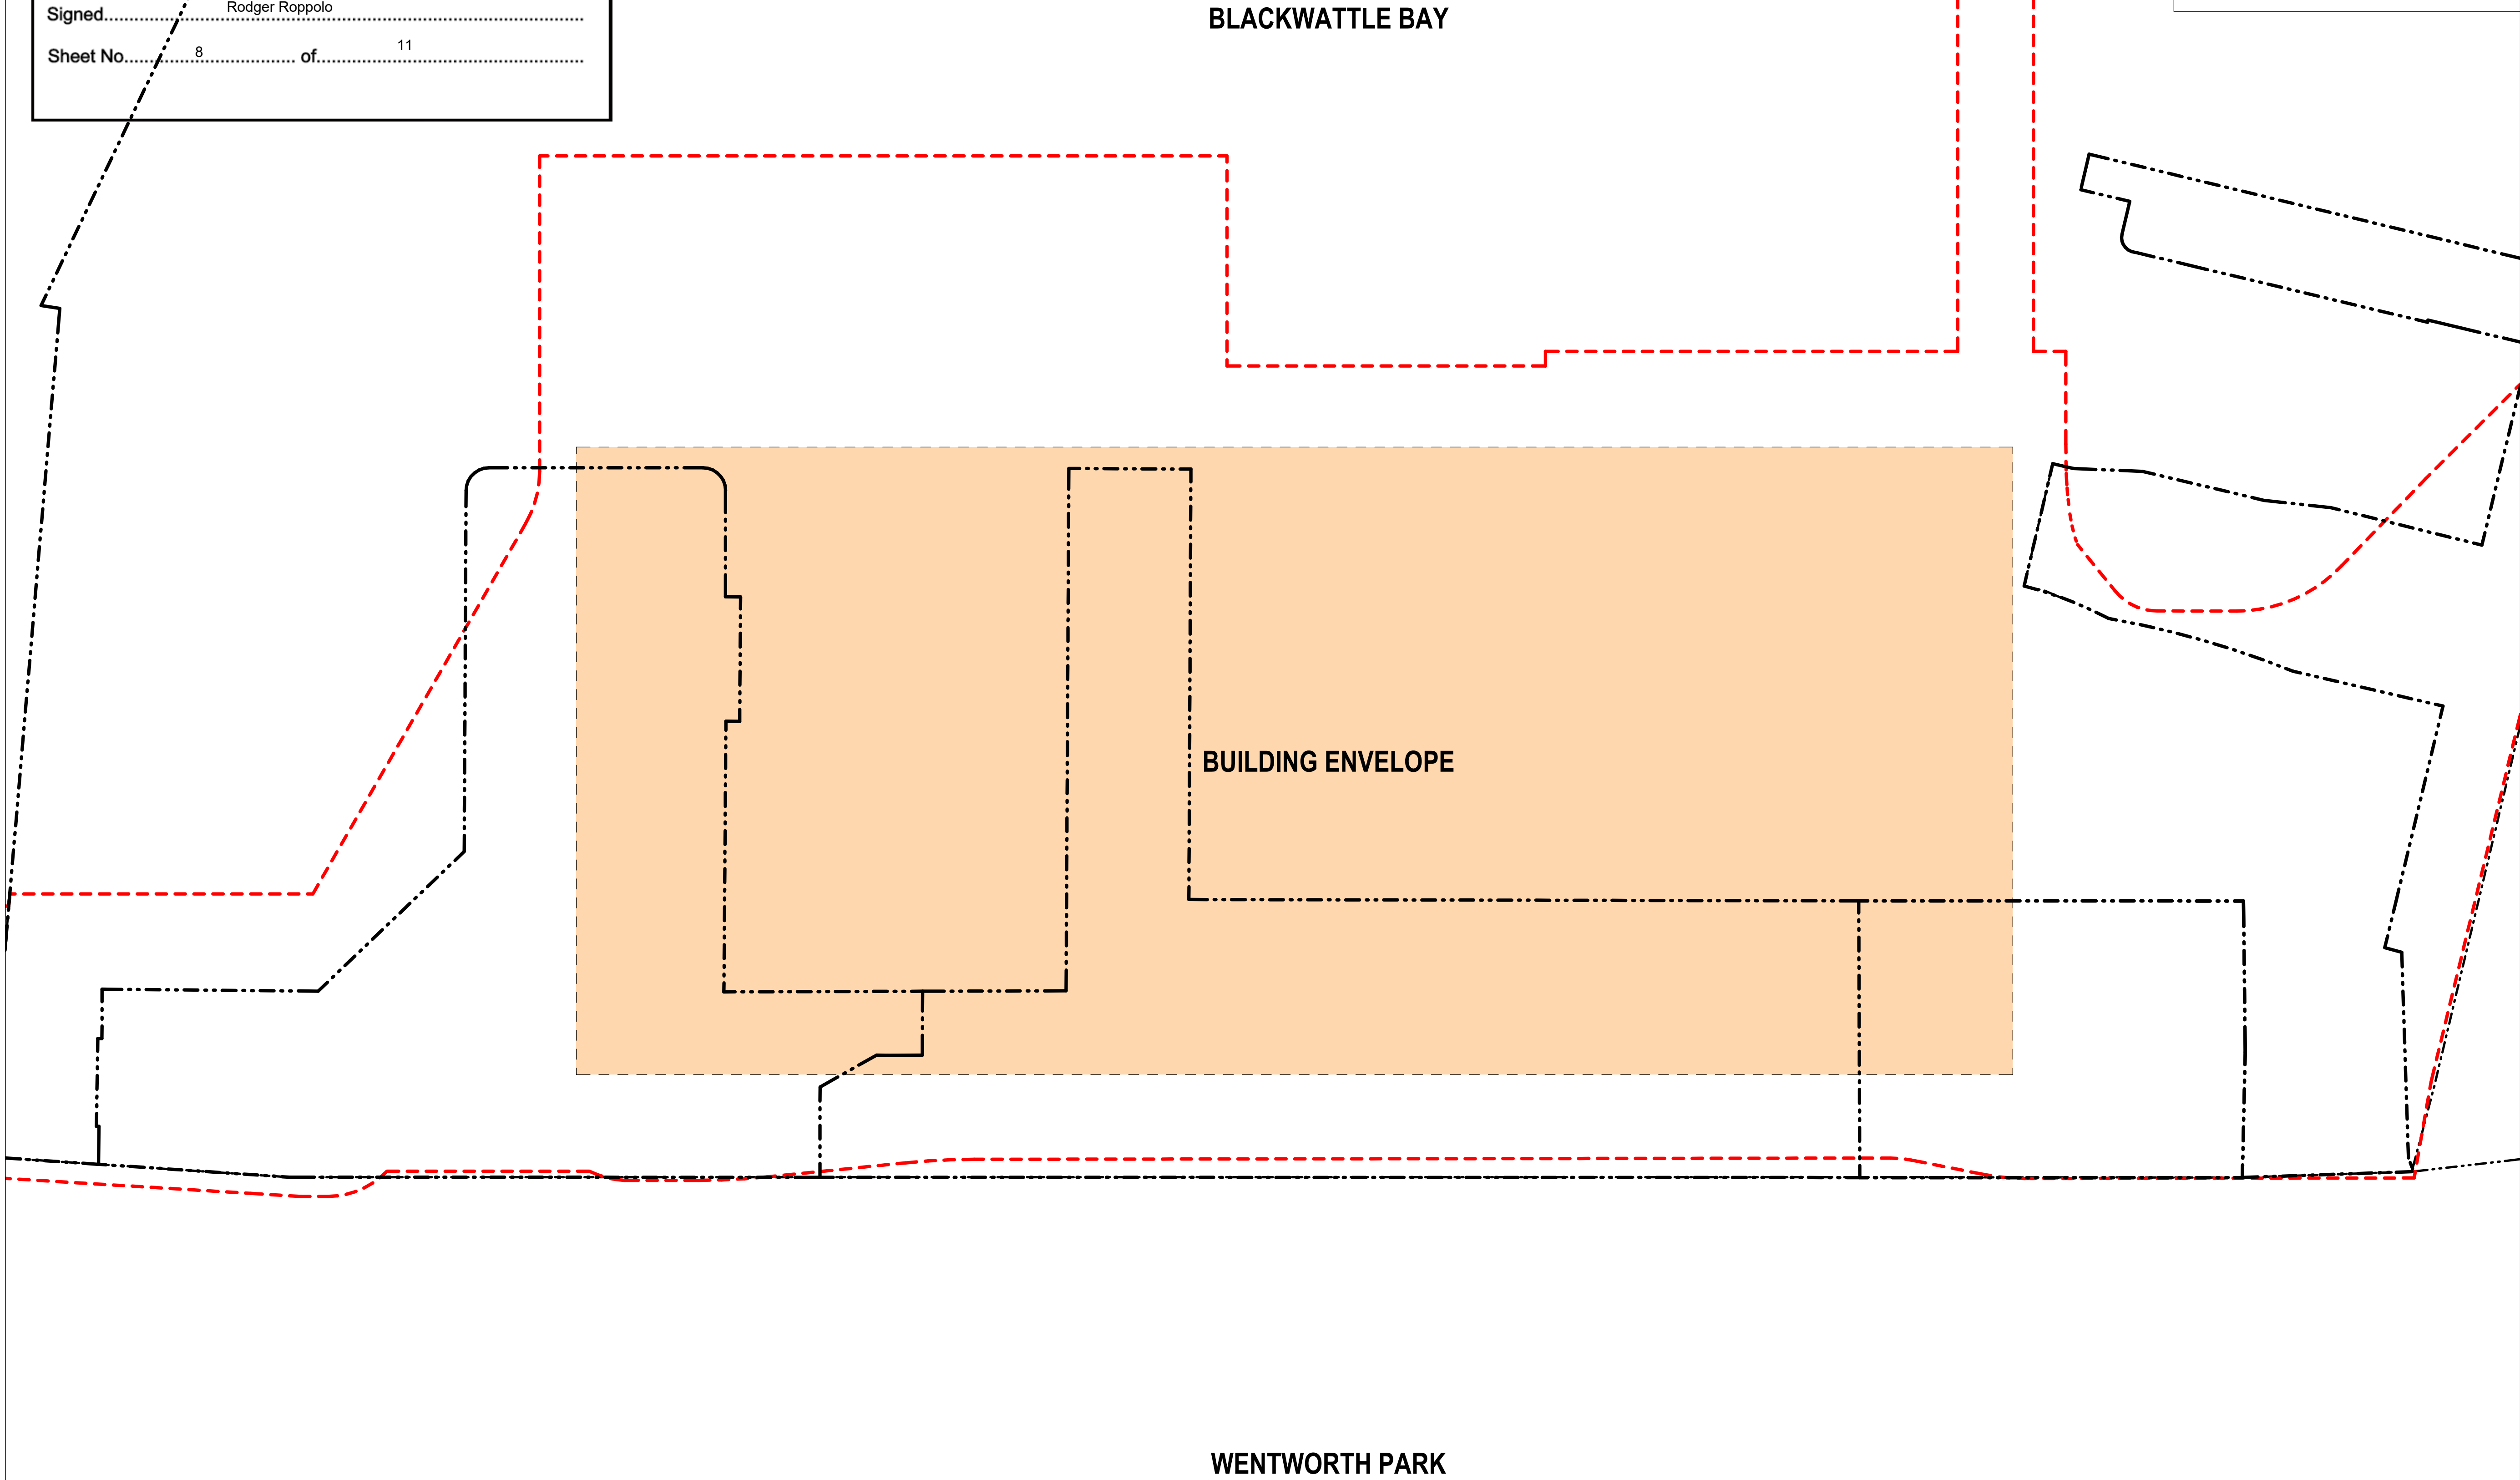 Signed.......Rodger Roppolo.......
Sheet No.......8....... of.......11.......
BLACKWATTLE BAY
BUILDING ENVELOPE
WENTWORTH PARK